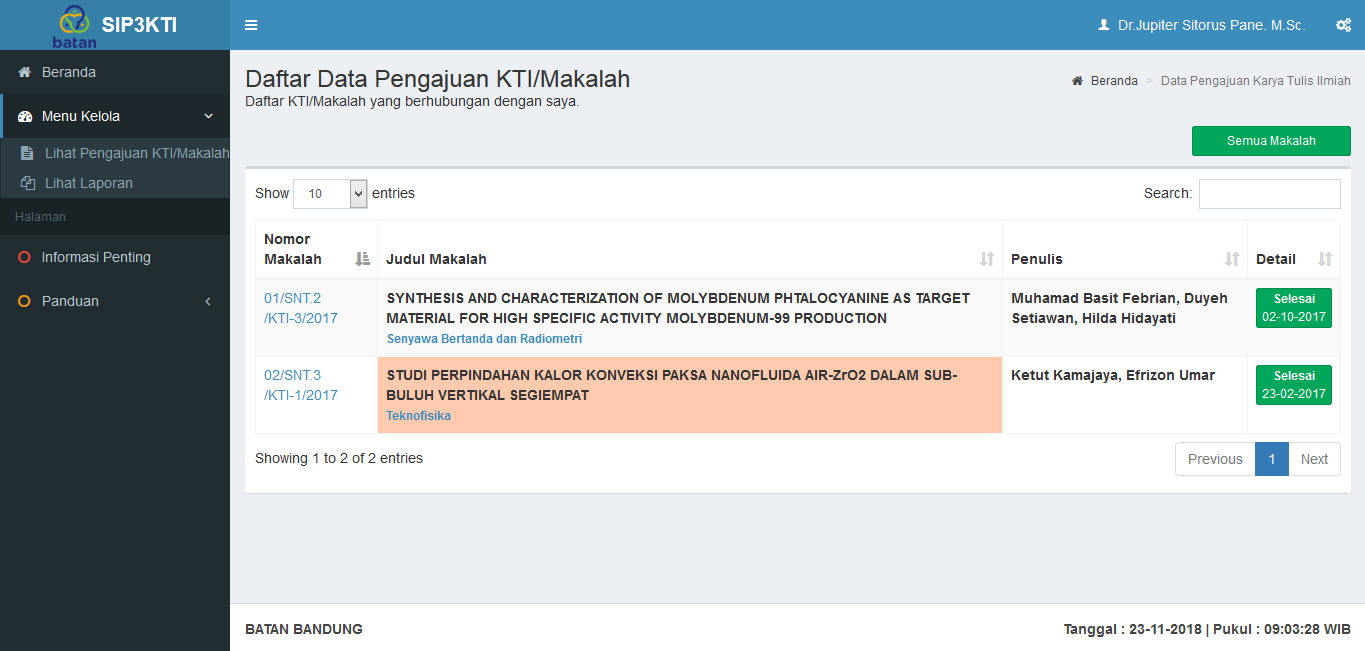 batan
SIP3KTI
Dr.Jupiter Sitorus Pane. M.Sc.
Beranda
Menu Kelola
Lihat Pengajuan KTI/Makalah
Lihat Laporan
Halaman
Informasi Penting
Panduan
Daftar Data Pengajuan KTI/Makalah
Daftar KTI/Makalah yang berhubungan dengan saya.
Beranda > Data Pengajuan Karya Tulis Ilmiah
Semua Makalah
Show 10 entries
Search:
Nomor
Makalah
Judul Makalah
Penulis
Detail
01/SNT.2
/KTI-3/2017
SYNTHESIS AND CHARACTERIZATION OF MOLYBDENUM PHTALOCYANINE AS TARGET
MATERIAL FOR HIGH SPECIFIC ACTIVITY MOLYBDENUM-99 PRODUCTION
Senyawa Bertanda dan Radiometri
Muhamad Basit Febrian, Duyeh
Setiawan, Hilda Hidayati
Selesai
02-10-2017
02/SNT.3
/KTI-1/2017
STUDI PERPINDAHAN KALOR KONVEKSI PAKSA NANOFLUIDA AIR-ZrO2 DALAM SUB-
BULUH VERTIKAL SEGIEMPAT
Teknofisika
Ketut Kamajaya, Efrizon Umar
Selesai
23-02-2017
Showing 1 to 2 of 2 entries
Previous 1 Next
BATAN BANDUNG
Tanggal : 23-11-2018 | Pukul : 09:03:28 WIB